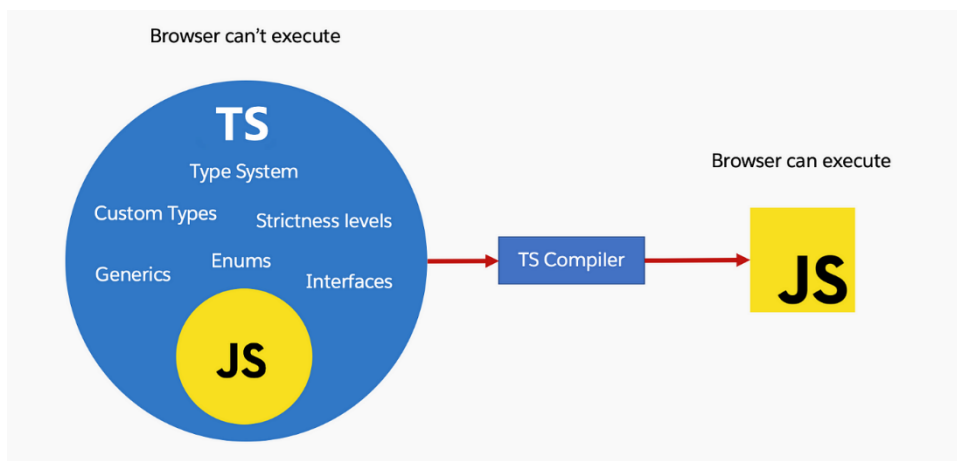 Browser can't execute
TS
Type System
Custom Types
Strictness levels
Enums
Generics
Interfaces
JS
TS Compiler
Browser can execute
JS